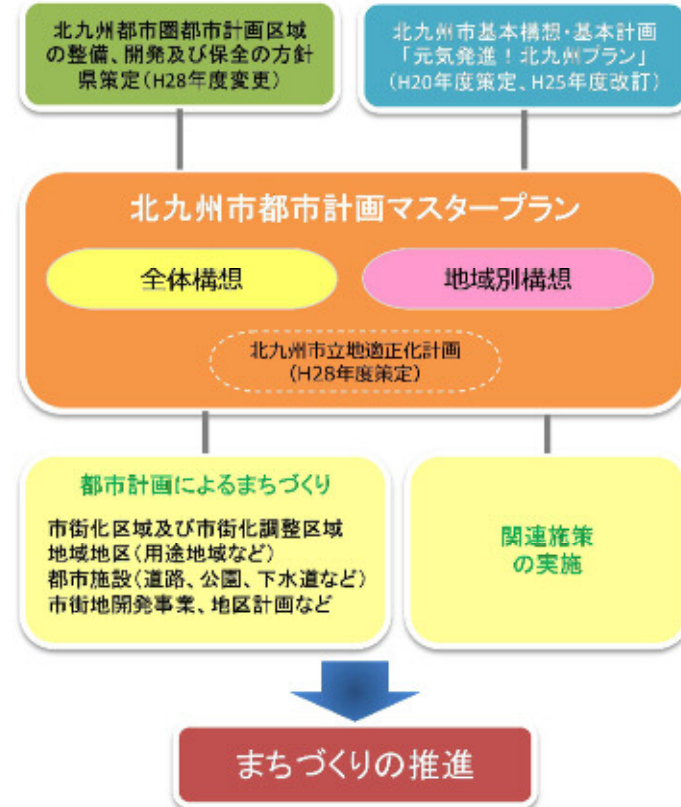 北九州都市圏都市計画区域
の整備、開発及び保全の方針
県策定(H28年度変更)
北九州市基本構想・基本計画
「元気発進！北九州プラン」
(H20年度策定、H25年度改訂)
北九州市都市計画マスタープラン
全体構想
地域別構想
北九州市立地適正化計画
(H28年度策定)
都市計画によるまちづくり
市街化区域及び市街化調整区域
地域地区(用途地域など)
都市施設(道路、公園、下水道など)
市街地開発事業、地区計画など
関連施策
の実施
まちづくりの推進